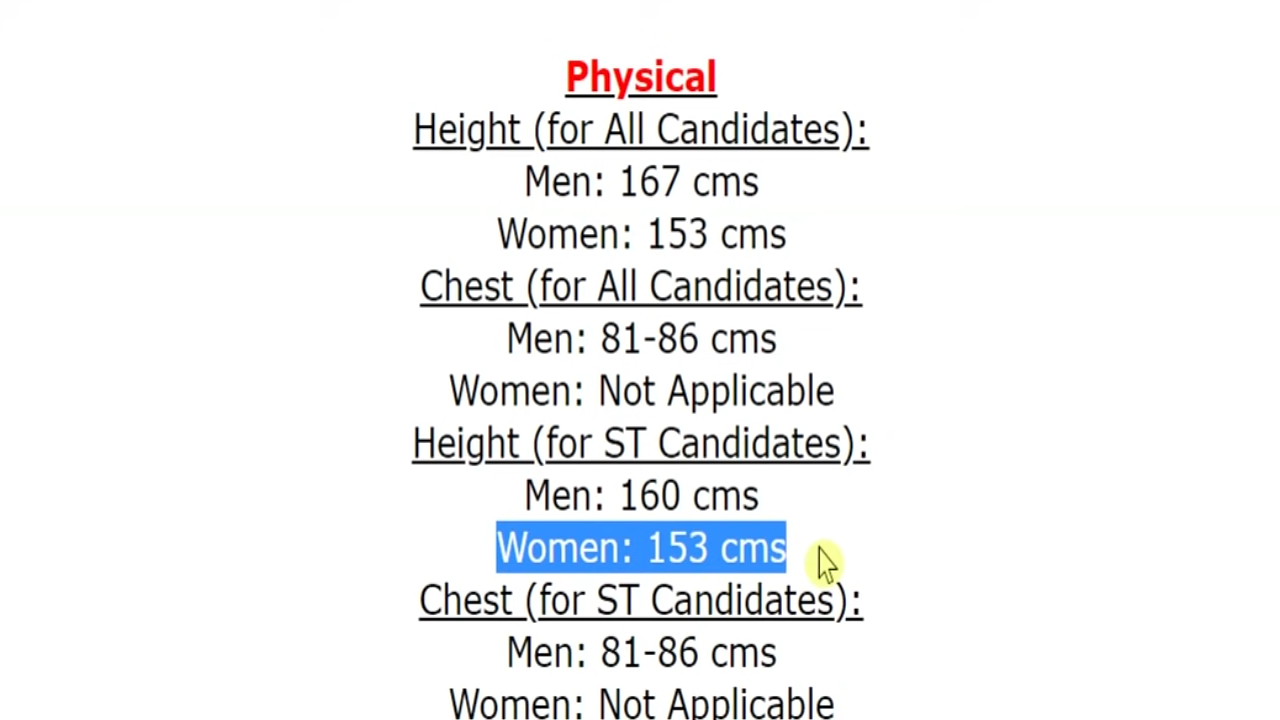 Physical
Height (for All Candidates):
Men: 167 cms
Women: 153 cms
Chest (for All Candidates):
Men: 81-86 cms
Women: Not Applicable
Height (for ST Candidates):
Men: 160 cms
Women: 153 cms
Chest (for ST Candidates):
Men: 81-86 cms
Women: Not Applicable